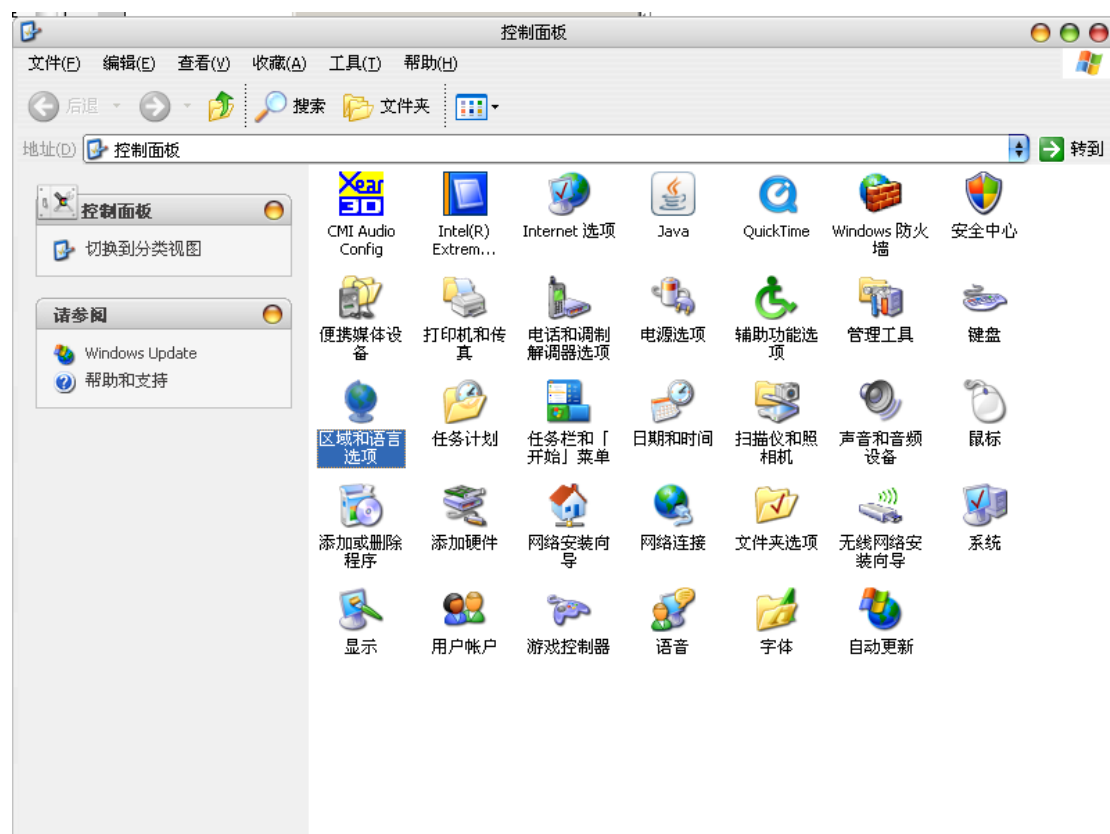 控制面板
文件(F) 编辑(E) 查看(V) 收藏(A) 工具(T) 帮助(H)
后退 搜索 文件夹
地址(D) 控制面板 转到
控制面板
切换到分类视图
请参阅
Windows Update
帮助和支持
Xear
3D
CMI Audio
Config
Intel(R)
Extrem...
Internet 选项
Java
QuickTime
Windows 防火
墙
安全中心
便携媒体设
备
打印机和传
真
电话和调制
解调器选项
电源选项
辅助功能选
项
管理工具
键盘
区域和语言
选项
任务计划
任务栏和「
开始」菜单
日期和时间
扫描仪和照
相机
声音和音频
设备
鼠标
添加或删除
程序
添加硬件
网络安装向
导
网络连接
文件夹选项
无线网络安
装向导
系统
显示
用户帐户
游戏控制器
语音
字体
自动更新